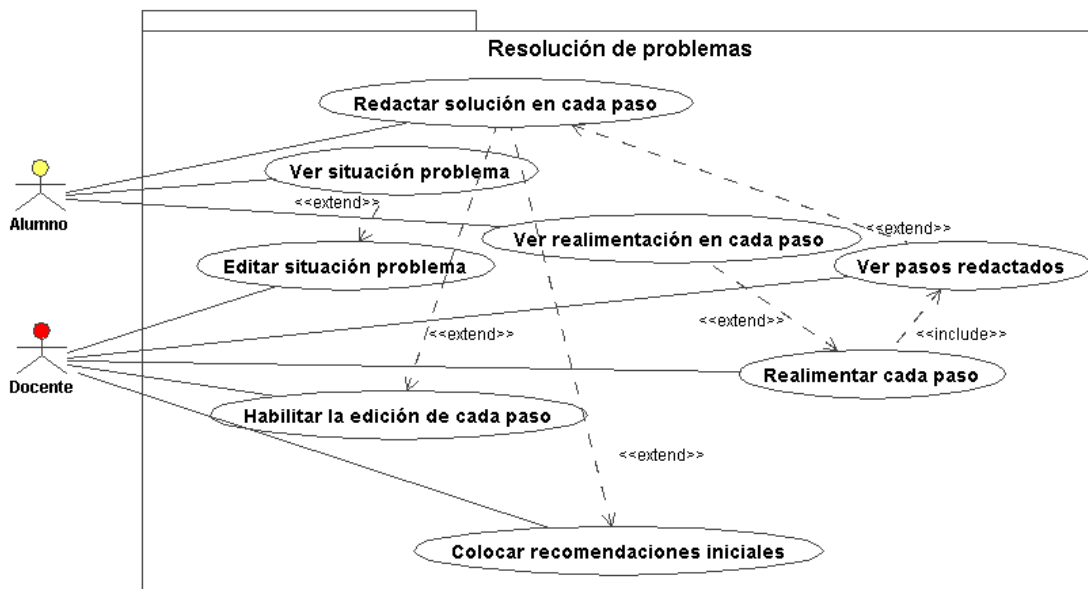 Resolución de problemas
Redactar solución en cada paso
Ver situación problema
Alumno
<<extend>>
<<extend>>
Ver realimentación en cada paso
Editar situación problema
Ver pasos redactados
<<extend>>
<<extend>>
<<include>>
Docente
Realimentar cada paso
Habilitar la edición de cada paso
<<extend>>
Colocar recomendaciones iniciales